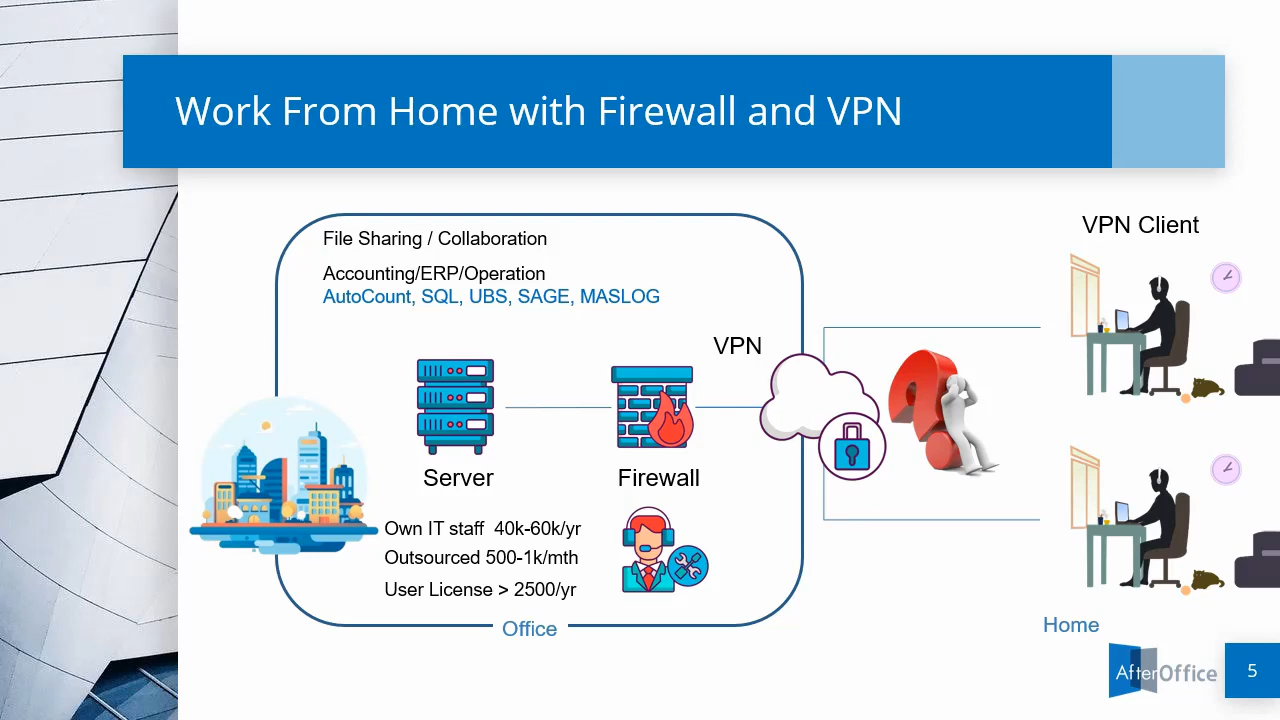 Work From Home with Firewall and VPN
File Sharing / Collaboration
Accounting/ERP/Operation
AutoCount, SQL, UBS, SAGE, MASLOG
VPN
Server
Firewall
Own IT staff  40k-60k/yr
Outsourced 500-1k/mth
User License > 2500/yr
Office
VPN Client
Home
AfterOffice
5